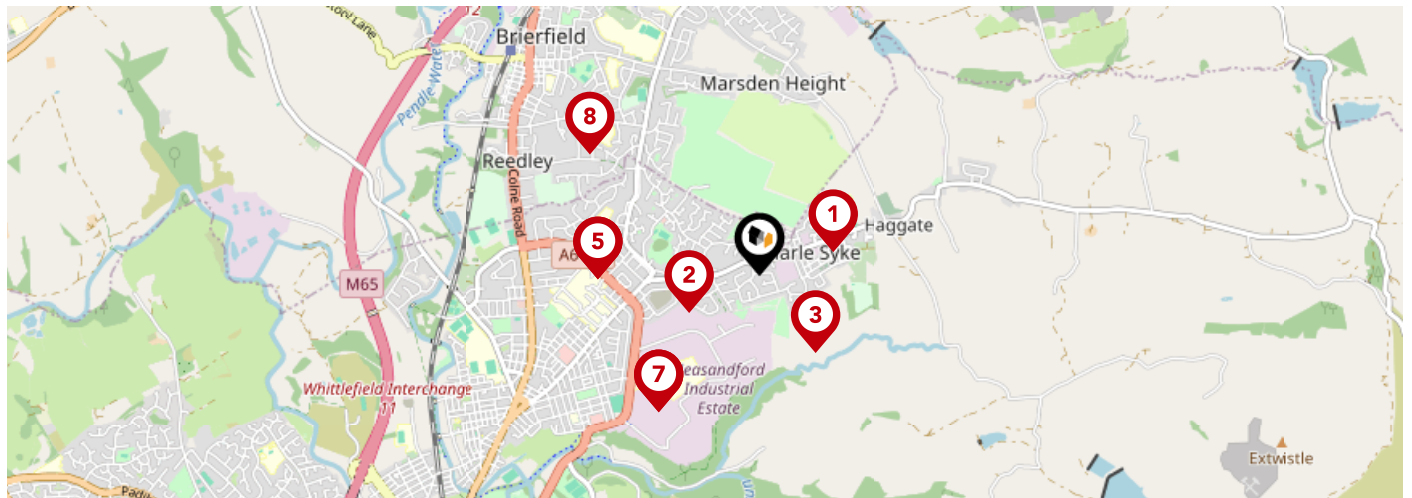 12
Brierfield
Pendle Water
Marsden Height
8
Reedley
Colne Road
1
Haggate
5
2
M65
3
7
Industrial
Estate
Whittlefield Interchange
11
Extwistle